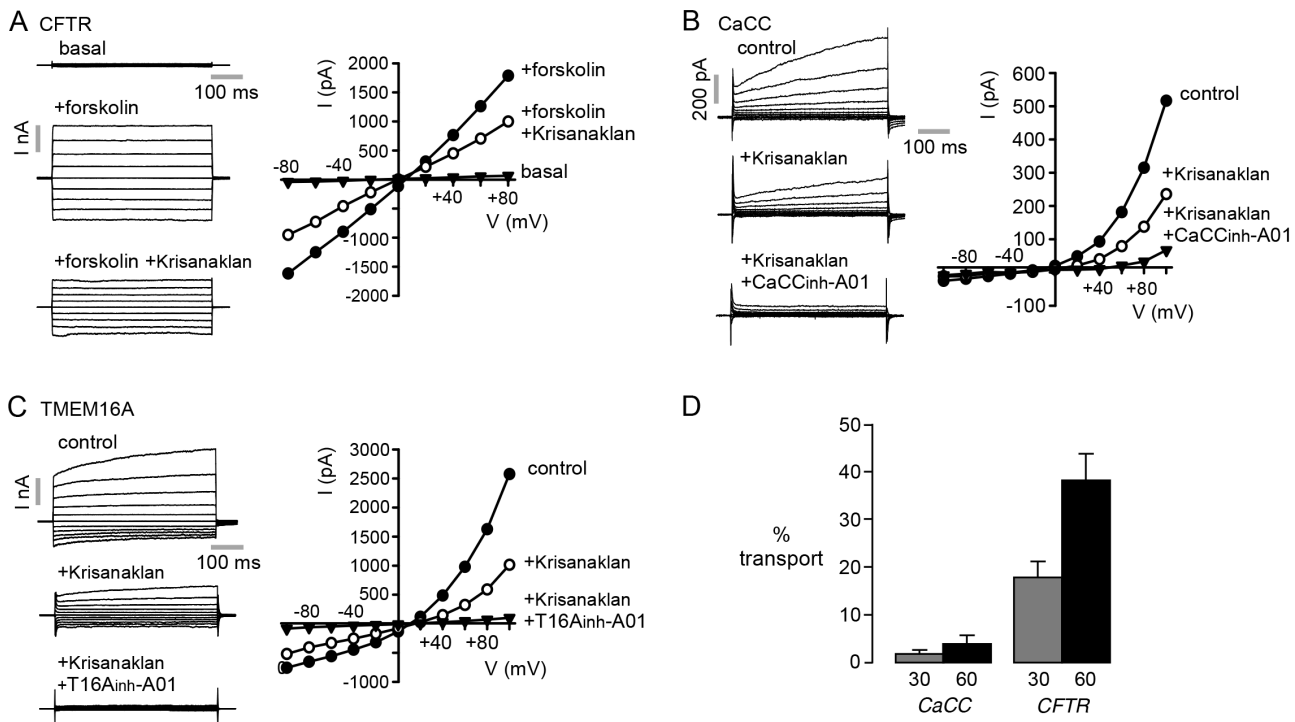 A CFTR
basal
100 ms
+forskolin
I nA
+forskolin +Krisanaklan
I (pA)
2000
1500
1000
500
-1000
-1500
-2000
-80
-40
+40
+80
V (mV)
+forskolin
+forskolin
+Krisanaklan
basal
B CaCC
control
200 pA
100 ms
+Krisanaklan
+Krisanaklan
+CaCCinh-A01
I (pA)
600
500
400
300
200
100
-100
-80
-40
+40
+80
V (mV)
control
+Krisanaklan
+Krisanaklan
+CaCCinh-A01
C TMEM16A
control
I nA
100 ms
+Krisanaklan
+Krisanaklan
+T16Ainh-A01
I (pA)
3000
2500
2000
1500
1000
500
-1000
-80
-40
+40
+80
V (mV)
control
+Krisanaklan
+Krisanaklan
+T16Ainh-A01
D
%
transport
50
40
30
20
10
0
30 60 30 60
CaCC CFTR